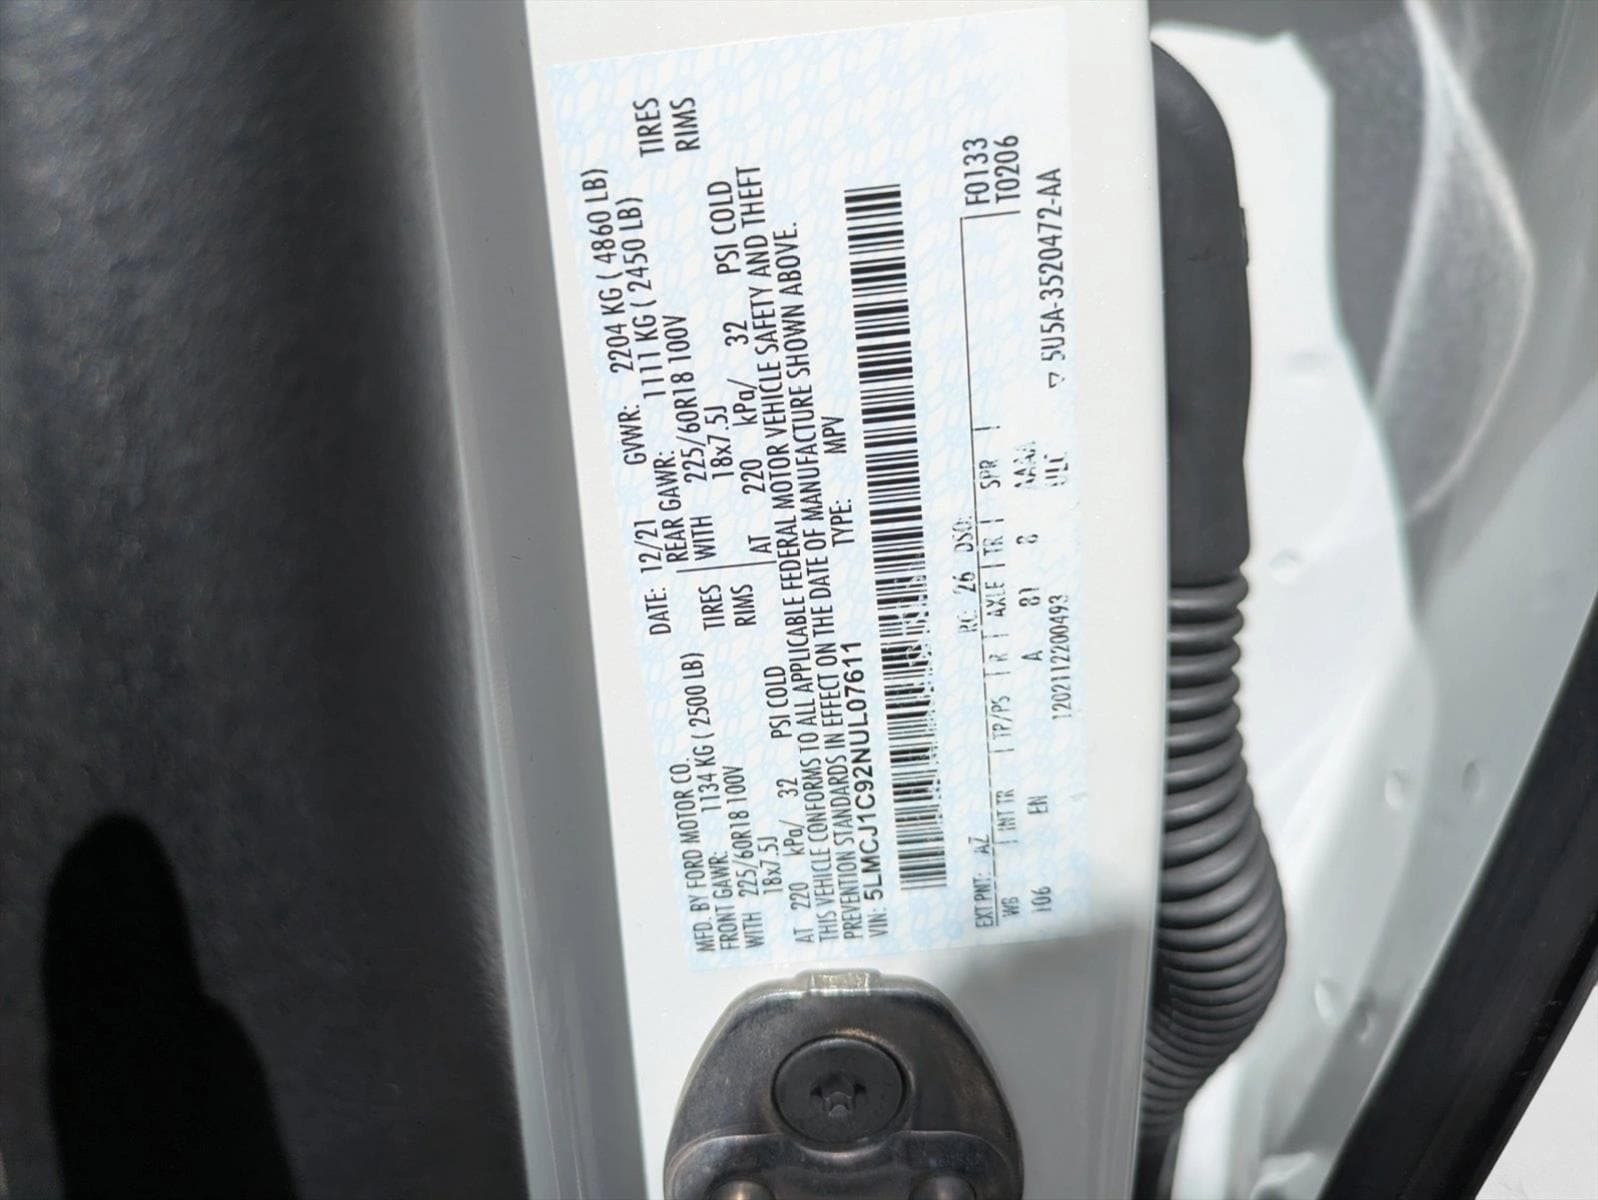 MFD. BY FORD MOTOR CO. DATE: 12/21 GVWR: 2204 KG ( 4860 LB)
FRONT GAWR: 1134 KG ( 2500 LB) REAR GAWR: 1111 KG ( 2450 LB)
WITH 225/60R18 100V TIRES WITH 225/60R18 100V TIRES
18x7.5J RIMS 18x7.5J RIMS
AT 220 kPa/ 32 PSI COLD AT 220 kPa/ 32 PSI COLD
THIS VEHICLE CONFORMS TO ALL APPLICABLE FEDERAL MOTOR VEHICLE SAFETY AND THEFT
PREVENTION STANDARDS IN EFFECT ON THE DATE OF MANUFACTURE SHOWN ABOVE.
VIN: 5LMCJ1C92NUL07611 TYPE: MPV
F0133
T0206
EXT PNT: AZ RC: 26 DSO:
WB INT TR TP/PS R AXLE TR SPR
106 EN A 81 8
120211220493 ▽ 5U5A-3520472-AA